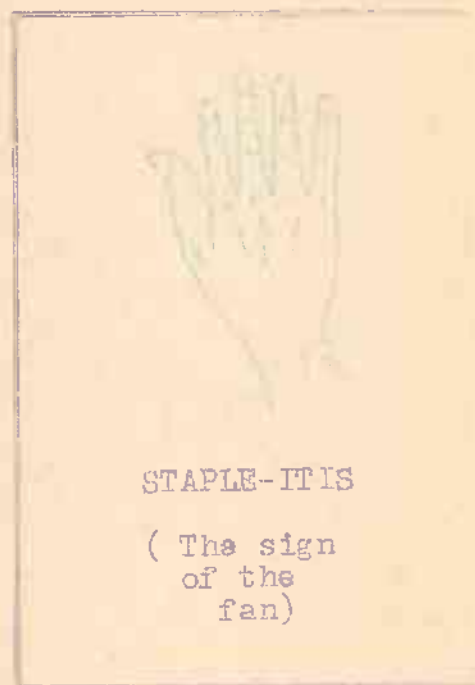 STAPLE-ITIS
( The sign
of the
fan)